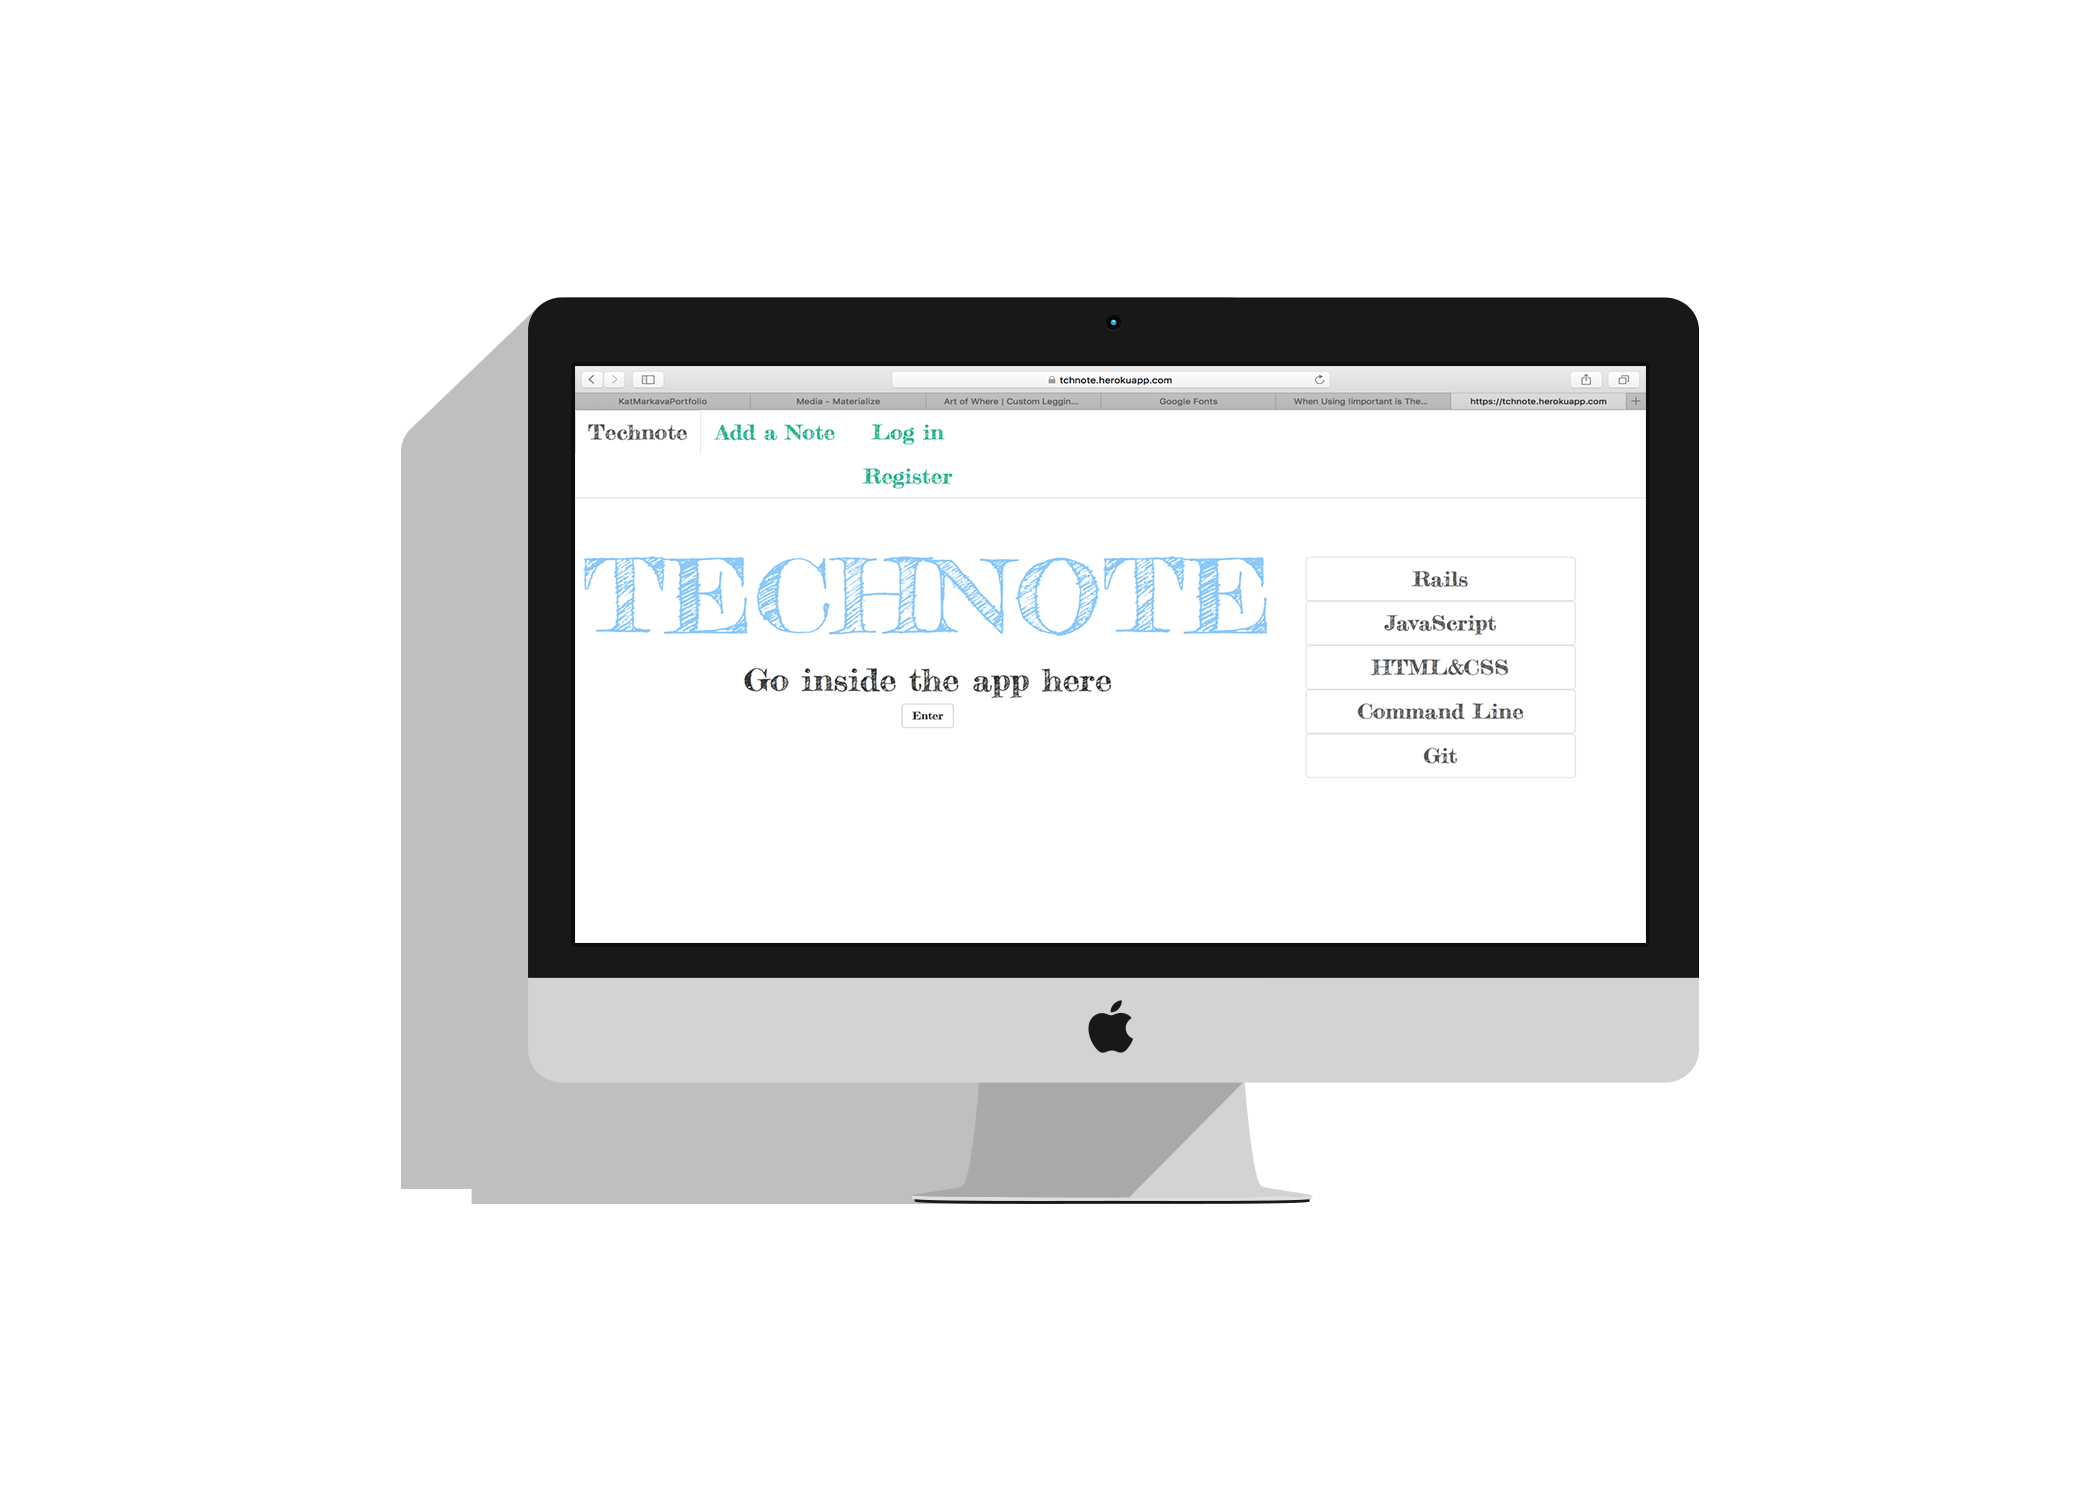 tchnote.herokuapp.com
KatMarkavaPortfolio Media - Materialize Art of Where | Custom Leggin... Google Fonts When Using !important is The... https://tchnote.herokuapp.com
Technote Add a Note Log in
Register
TECHNOTE
Go inside the app here
Enter
Rails
JavaScript
HTML&CSS
Command Line
Git